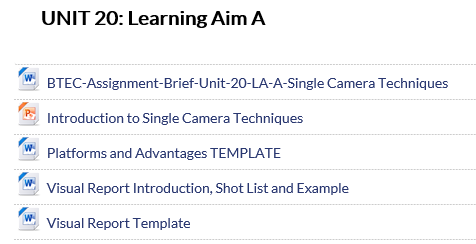 UNIT 20: Learning Aim A
BTEC-Assignment-Brief-Unit-20-LA-A-Single Camera Techniques
Introduction to Single Camera Techniques
Platforms and Advantages TEMPLATE
Visual Report Introduction, Shot List and Example
Visual Report Template